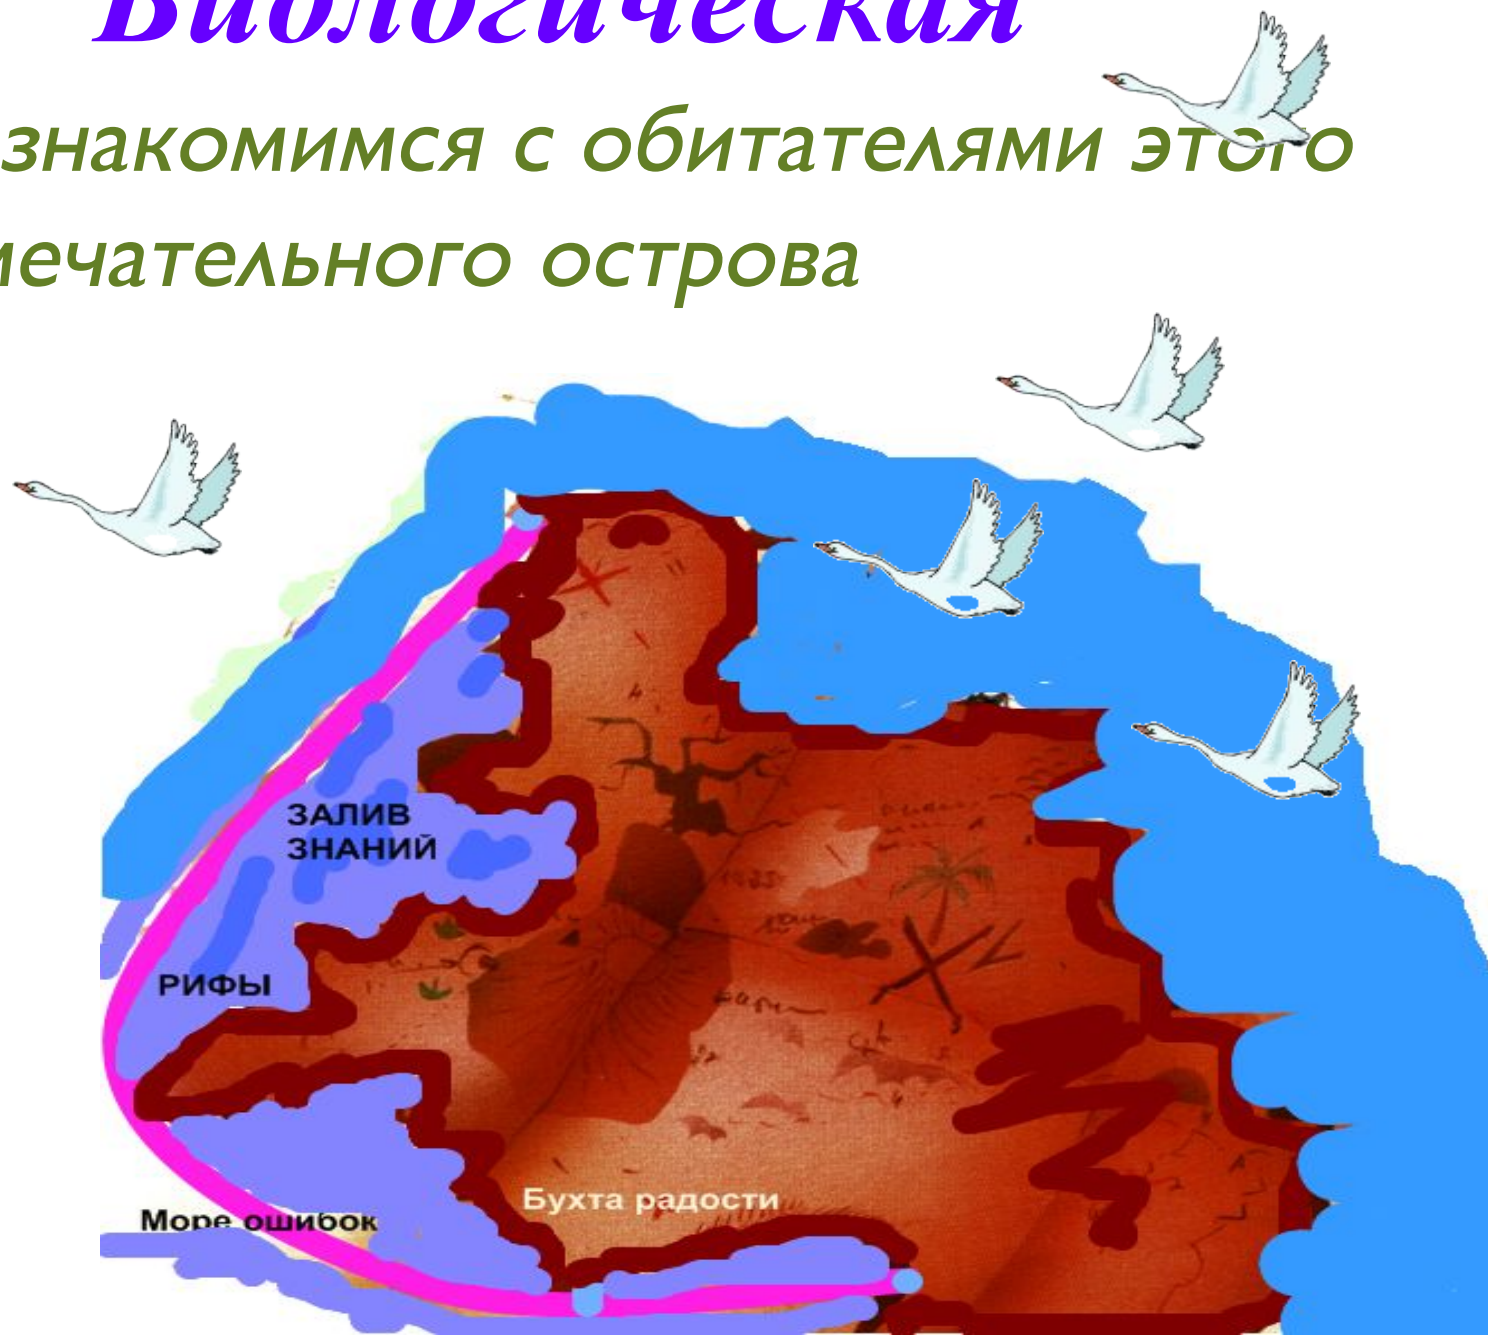 Биологическая
знакомимся с обитателями этого
мечательного острова
ЗАЛИВ
ЗНАНИЙ
РИФЫ
Бухта радости
Море ошибок